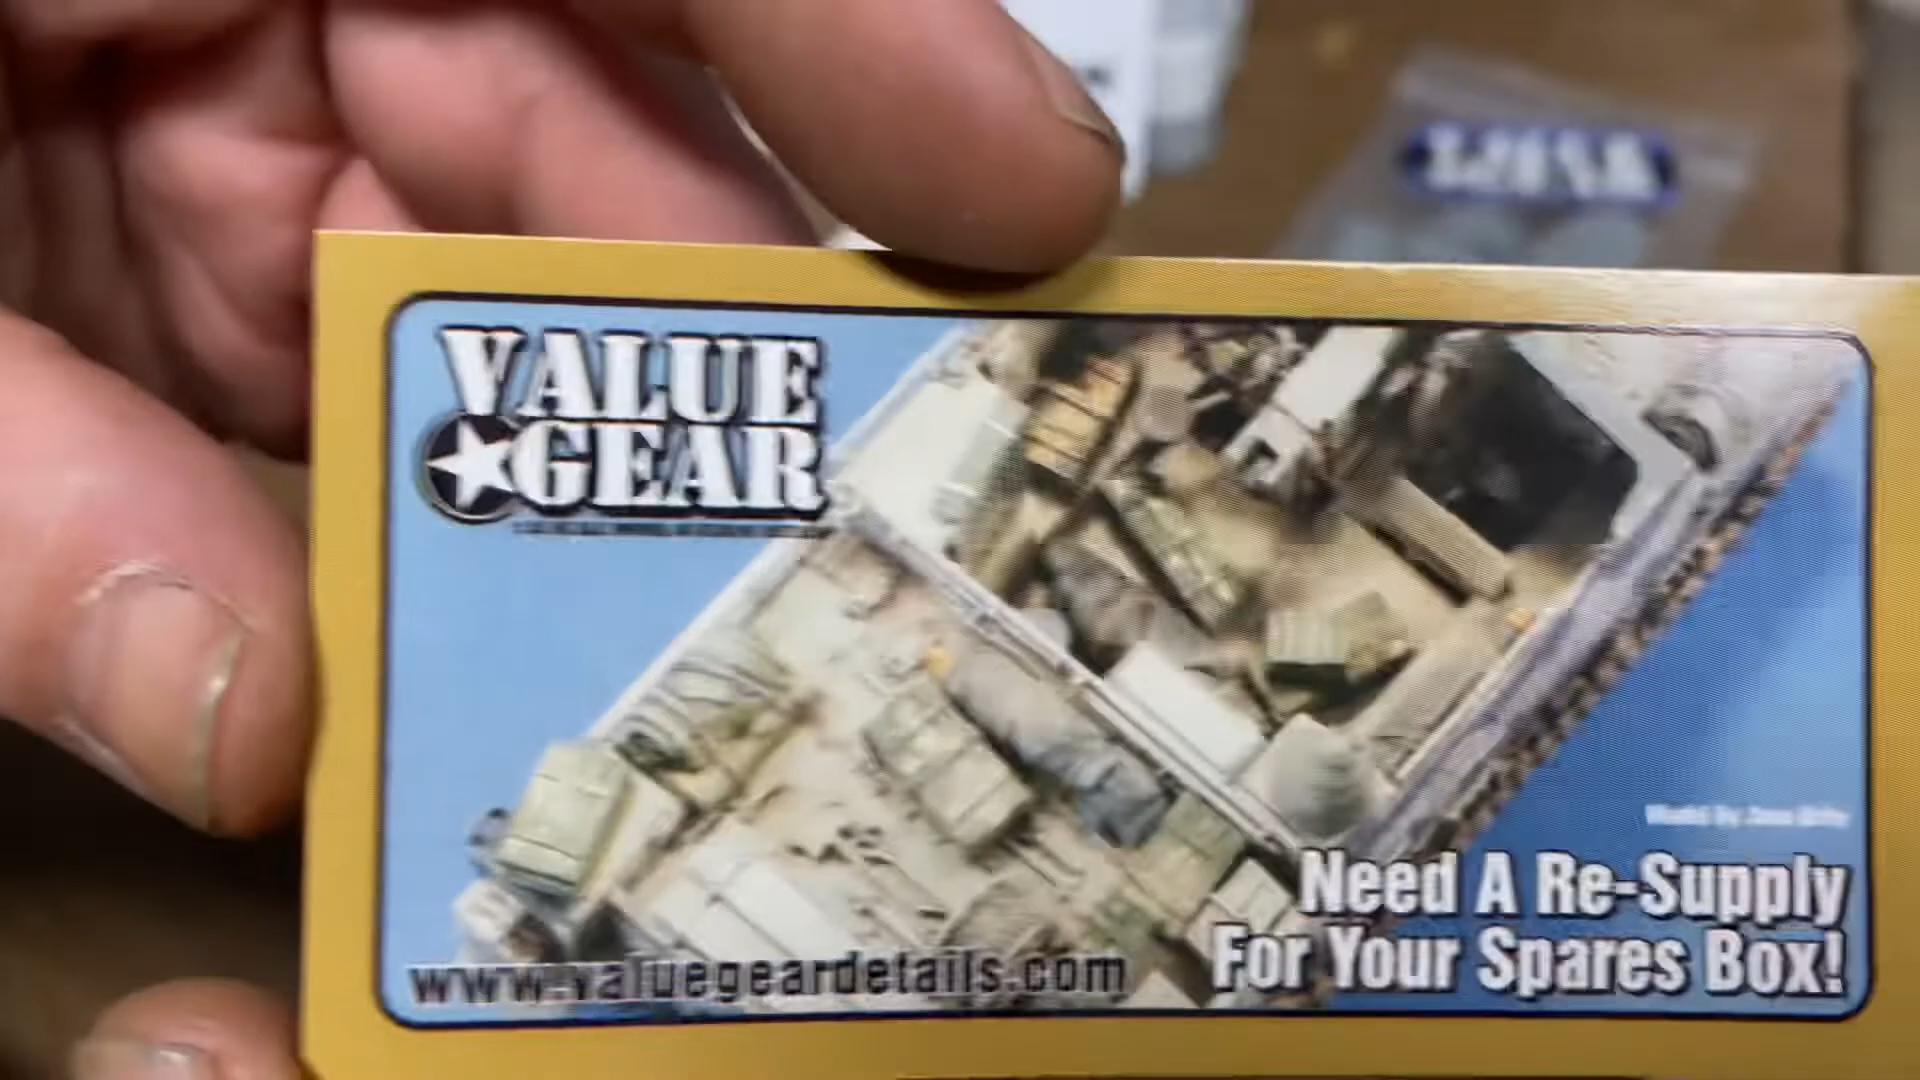 VALUE
GEAR
www.valuegeardetails.com
Need A Re-Supply
For Your Spares Box!